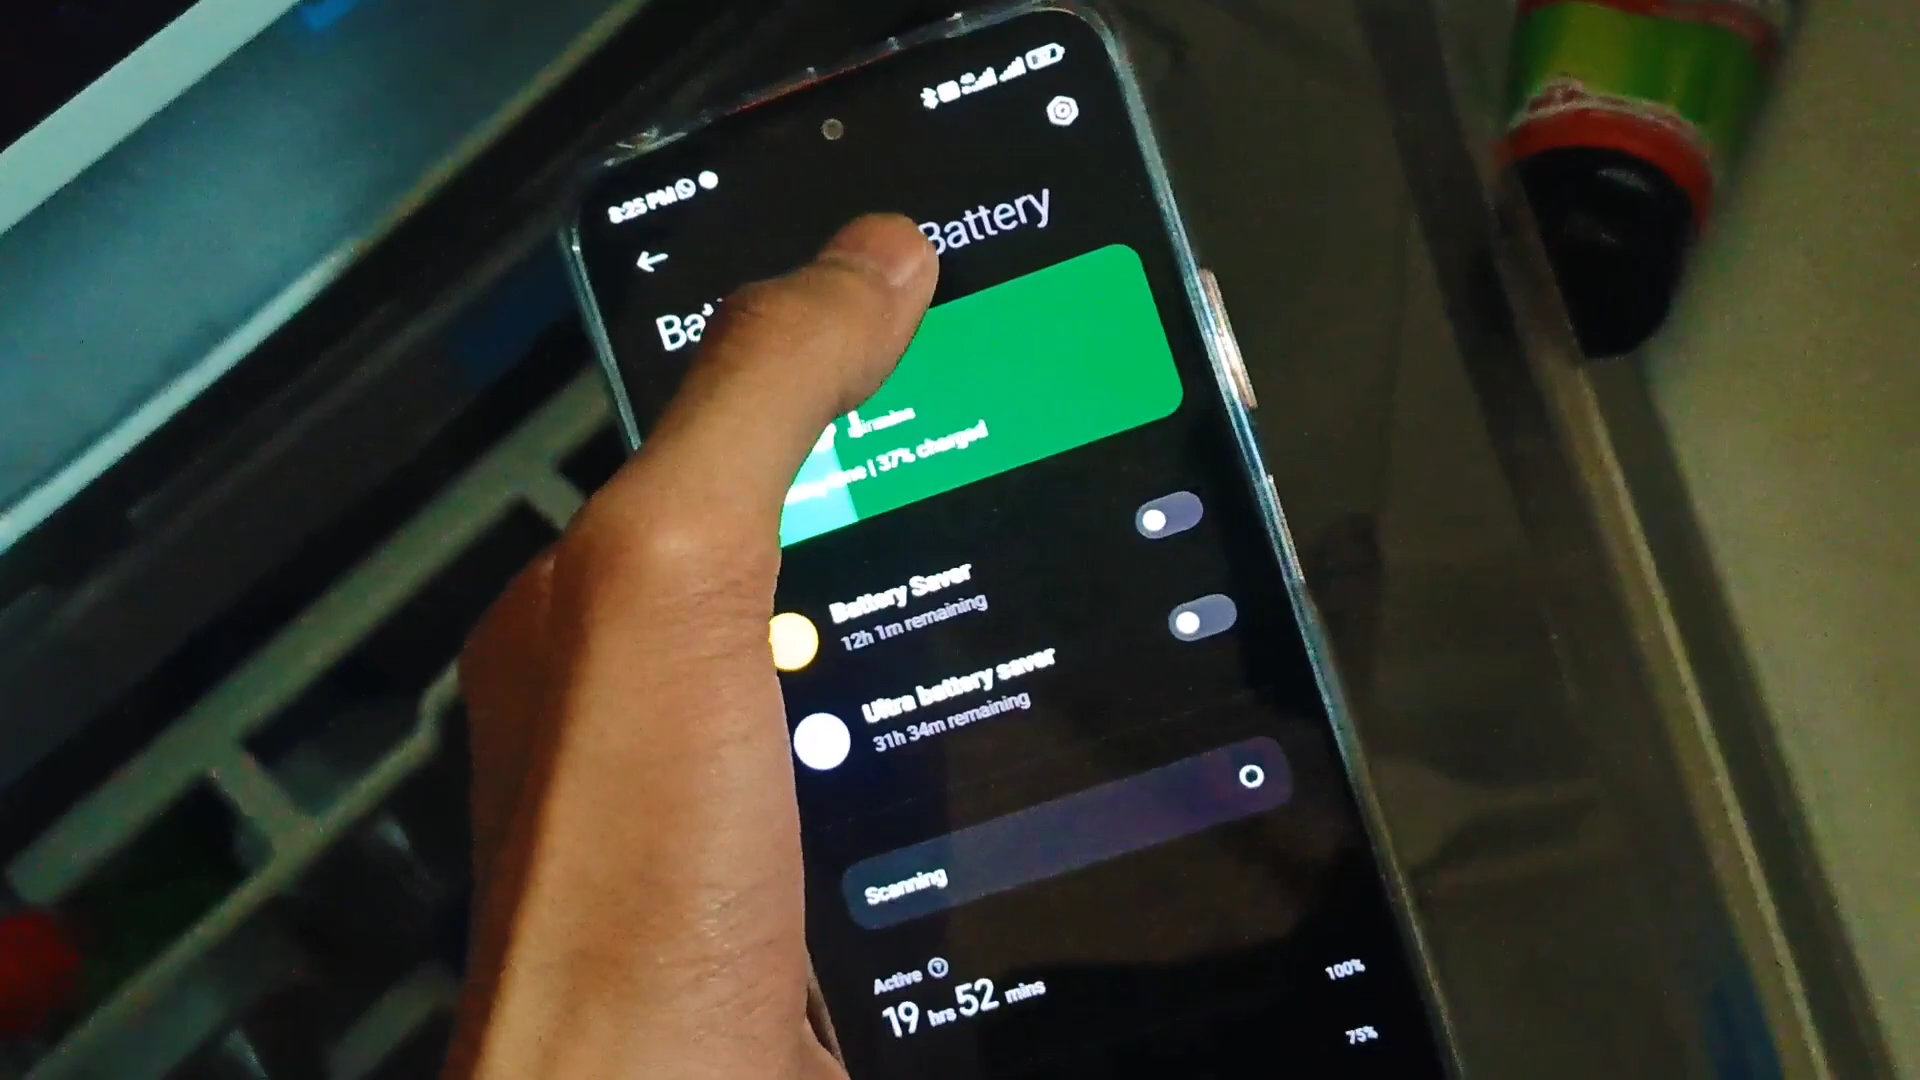 8:25 PM
Battery
Ba
mins
| 37% charged
Battery Saver
12h 1m remaining
Ultra battery saver
31h 34m remaining
Scanning
Active
19 hrs 52 mins
100%
75%